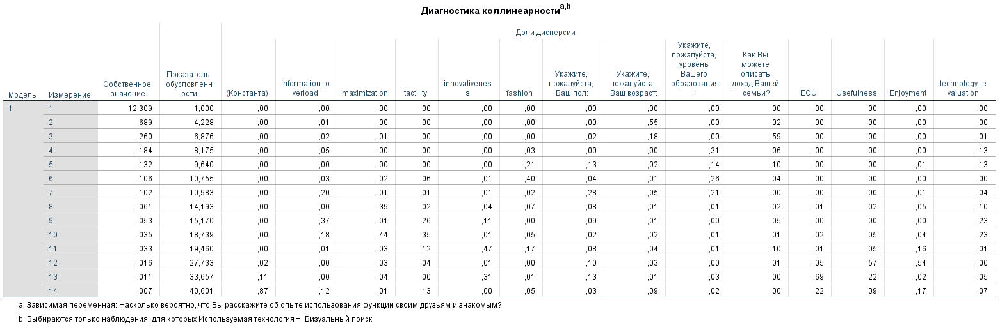 Диагностика коллинеарностиa,b
Доли дисперсии
Модель Измерение Собственное значение Показатель обусловленн ости (Константа) information_o verload maximization tactility innovativenes s fashion Укажите, пожалуйста, Ваш пол: Укажите, пожалуйста, Ваш возраст: Укажите, пожалуйста, уровень Вашего образования : Как Вы можете описать доход Вашей семьи? EOU Usefulness Enjoyment technology_e valuation
1 1 12,309 1,000 ,00 ,00 ,00 ,00 ,00 ,00 ,00 ,00 ,00 ,00 ,00 ,00 ,00 ,00
2 ,689 4,228 ,00 ,01 ,00 ,00 ,00 ,00 ,00 ,55 ,00 ,02 ,00 ,00 ,00 ,00
3 ,260 6,876 ,00 ,02 ,01 ,00 ,00 ,00 ,02 ,18 ,00 ,59 ,00 ,00 ,00 ,01
4 ,184 8,175 ,00 ,05 ,00 ,00 ,00 ,03 ,00 ,00 ,31 ,06 ,00 ,00 ,00 ,13
5 ,132 9,640 ,00 ,00 ,00 ,00 ,00 ,21 ,13 ,02 ,14 ,10 ,00 ,00 ,01 ,13
6 ,106 10,755 ,00 ,03 ,02 ,06 ,01 ,40 ,04 ,01 ,26 ,04 ,00 ,00 ,00 ,00
7 ,102 10,983 ,00 ,20 ,01 ,01 ,01 ,02 ,28 ,05 ,21 ,00 ,00 ,00 ,01 ,04
8 ,061 14,193 ,00 ,00 ,39 ,02 ,04 ,07 ,08 ,01 ,01 ,02 ,01 ,02 ,05 ,10
9 ,053 15,170 ,00 ,37 ,01 ,26 ,11 ,00 ,09 ,01 ,00 ,05 ,00 ,00 ,00 ,23
10 ,035 18,739 ,00 ,18 ,44 ,35 ,01 ,05 ,02 ,02 ,01 ,01 ,02 ,05 ,04 ,23
11 ,033 19,460 ,00 ,01 ,03 ,12 ,47 ,17 ,08 ,04 ,01 ,10 ,01 ,05 ,16 ,01
12 ,016 27,733 ,02 ,00 ,03 ,04 ,01 ,00 ,10 ,03 ,00 ,01 ,05 ,57 ,54 ,00
13 ,011 33,657 ,11 ,00 ,04 ,00 ,31 ,01 ,13 ,01 ,03 ,00 ,69 ,22 ,02 ,05
14 ,007 40,601 ,87 ,12 ,01 ,13 ,00 ,05 ,03 ,09 ,02 ,00 ,22 ,09 ,17 ,07
a. Зависимая переменная: Насколько вероятно, что Вы расскажите об опыте использования функции своим друзьям и знакомым?
b. Выбираются только наблюдения, для которых Используемая технология = Визуальный поиск